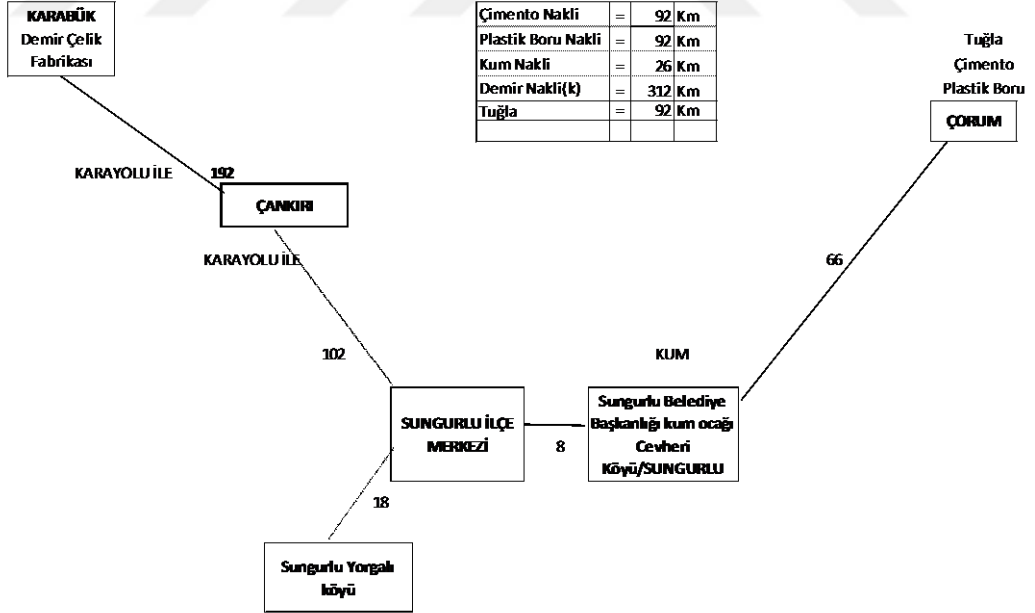 KARABÜK
Demir Çelik
Fabrikası
Çimento Nakli = 92 Km
Plastik Boru Nakli = 92 Km
Kum Nakli = 26 Km
Demir Nakli(k) = 312 Km
Tuğla = 92 Km
Tuğla
Çimento
Plastik Boru
ÇORUM
KARAYOLU İLE 192
ÇANKIRI
KARAYOLU İLE
66
102
KUM
SUNGURLU İLÇE
MERKEZİ
8
Sungurlu Belediye
Başkanlığı kum ocağı
Cevheri
Köyü/SUNGURLU
18
Sungurlu Yorgalı
köyü